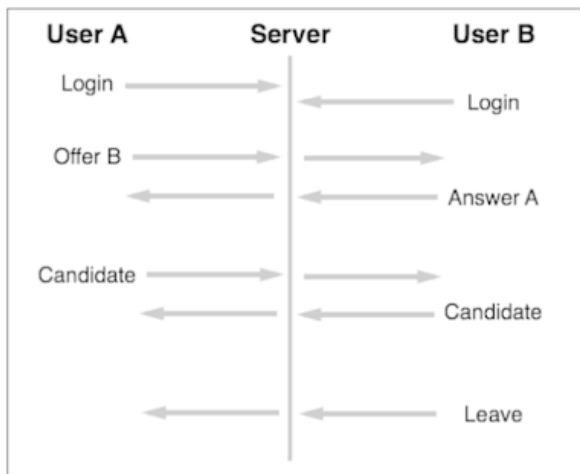 User A Server User B
Login
Login
Offer B
Answer A
Candidate
Candidate
Leave